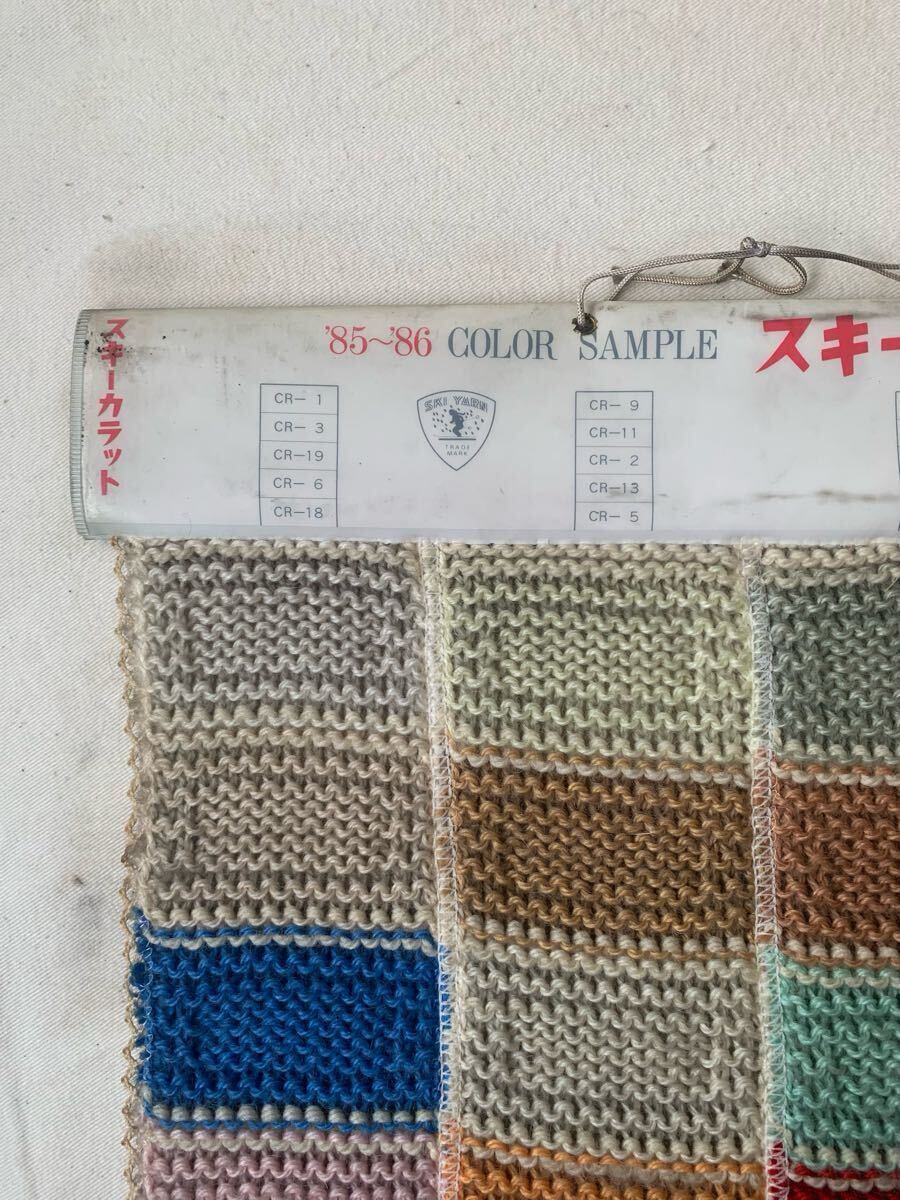 スキーカラット
'85~'86 COLOR SAMPLE スキー
CR— 1
CR— 3
CR—19
CR— 6
CR—18
SKI YARN
TRADE
MARK
CR— 9
CR—11
CR— 2
CR—13
CR— 5